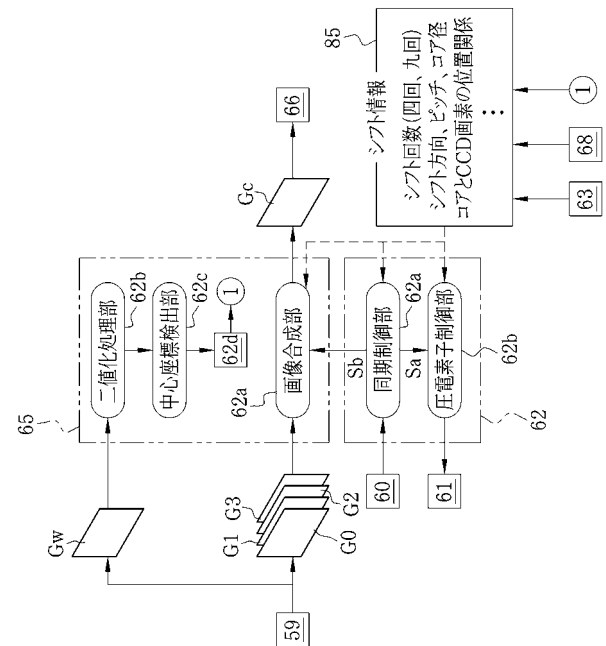 85
シフト情報
シフト回数(四回、九回)
シフト方向、ピッチ、コア径
コアとCCD画素の位置関係
⋮
63
68
1
66
Gc
65
二値化処理部
62b
中心座標検出部
62c
62d
1
画像合成部
62a
Sb
同期制御部
62a
Sa
圧電素子制御部
62b
62
Gw
G3
G1
G2
G0
60
61
59